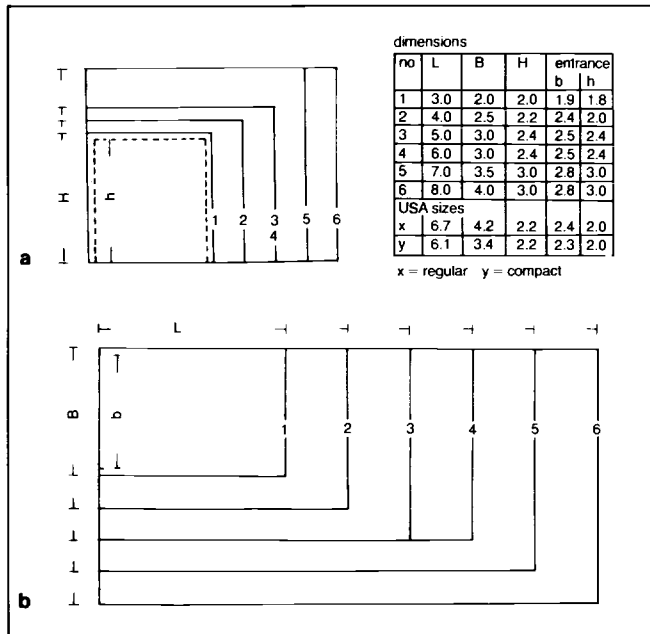 dimensions
no L B H entrance
b h
1 3.0 2.0 2.0 1.9 1.8
2 4.0 2.5 2.2 2.4 2.0
3 5.0 3.0 2.4 2.5 2.4
4 6.0 3.0 2.4 2.5 2.4
5 7.0 3.5 3.0 2.8 3.0
6 8.0 4.0 3.0 2.8 3.0
USA sizes
x 6.7 4.2 2.2 2.4 2.0
y 6.1 3.4 2.2 2.3 2.0
x = regular y = compact
H h 1 2 3 5 6
4
a
L
B b 1 2 3 4 5 6
b